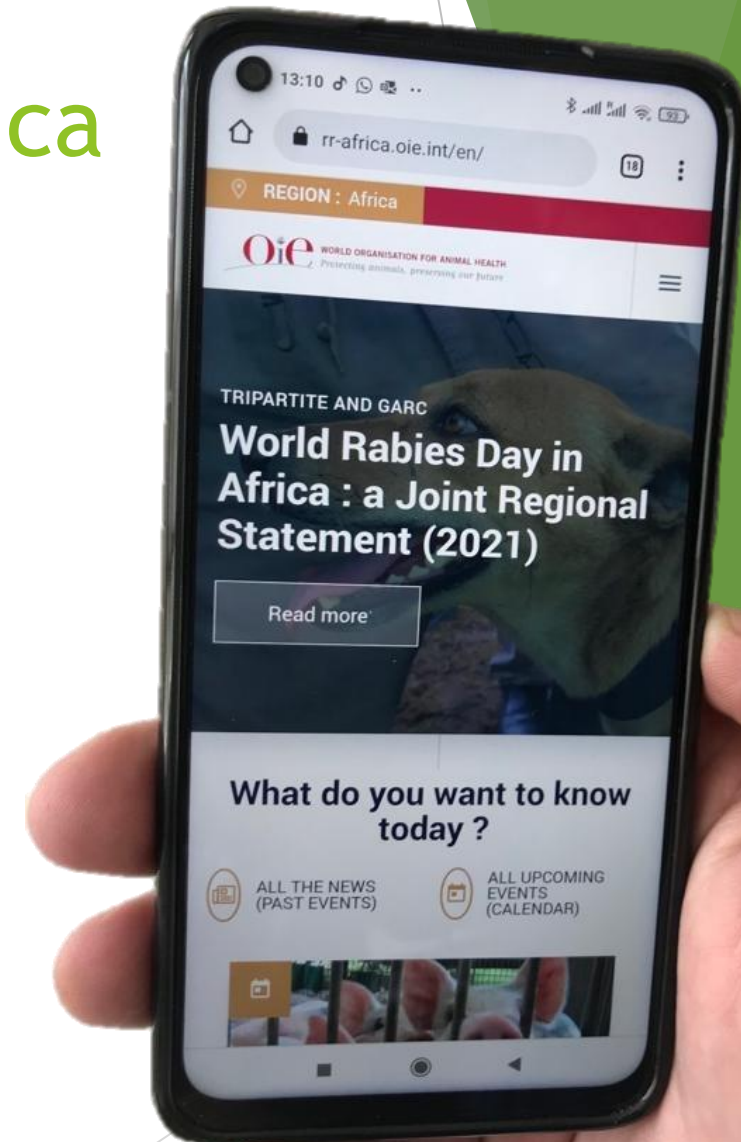 ca
13:10
93
rr-africa.oie.int/en/
18
REGION : Africa
Oie WORLD ORGANISATION FOR ANIMAL HEALTH
Protecting animals, preserving our future
TRIPARTITE AND GARC
World Rabies Day in
Africa : a Joint Regional
Statement (2021)
Read more
What do you want to know
today ?
ALL THE NEWS
(PAST EVENTS)
ALL UPCOMING
EVENTS
(CALENDAR)